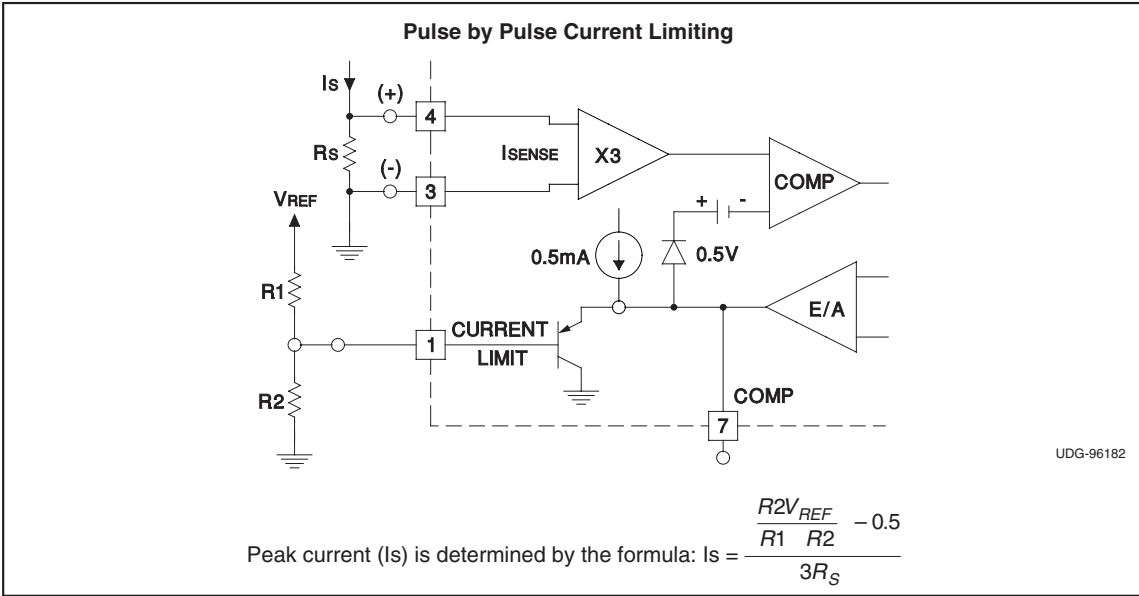 Pulse by Pulse Current Limiting
Is
(+)
4
ISENSE
X3
Rs
(-)
3
COMP
VREF
+ -
0.5mA
0.5V
R1
E/A
1
CURRENT
LIMIT
R2
COMP
7
UDG-96182
Peak current (Is) is determined by the formula: Is = R2VREF / R1 R2 − 0.5 / 3RS